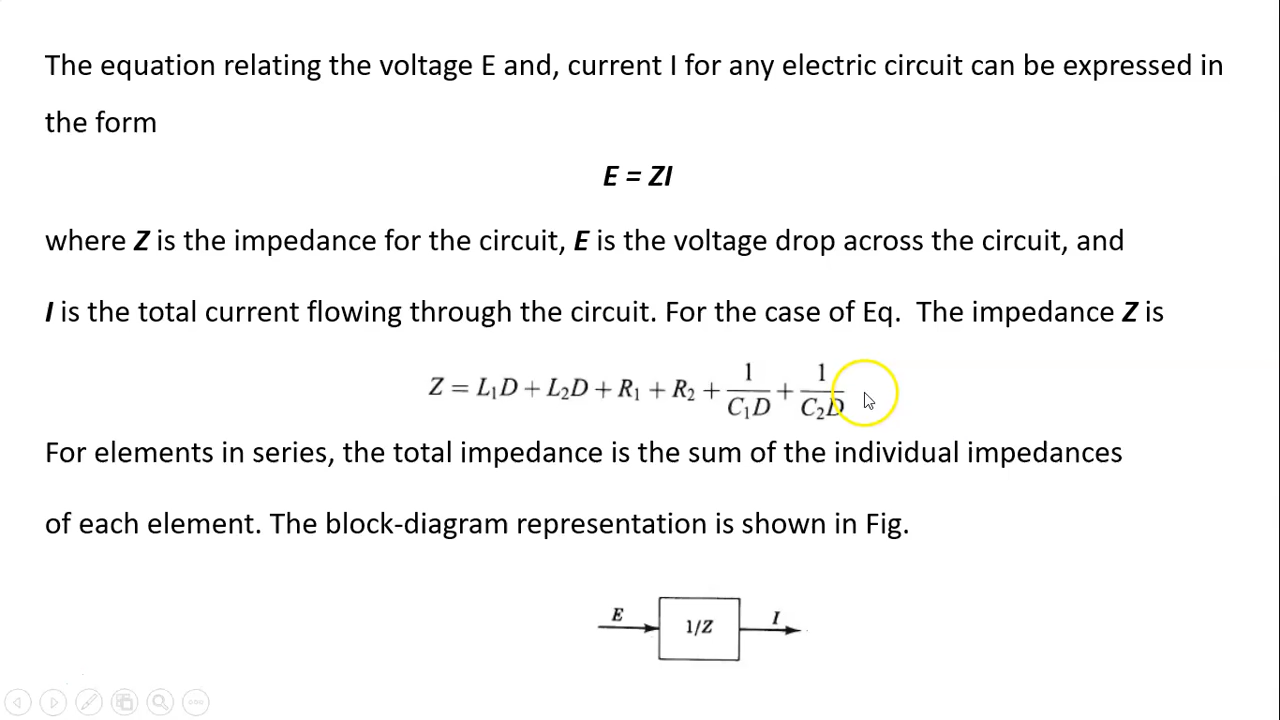 The equation relating the voltage E and, current I for any electric circuit can be expressed in
the form
E = ZI
where Z is the impedance for the circuit, E is the voltage drop across the circuit, and
I is the total current flowing through the circuit. For the case of Eq.  The impedance Z is
Z = L₁D + L₂D + R₁ + R₂ + 1/C₁D + 1/C₂D
For elements in series, the total impedance is the sum of the individual impedances
of each element. The block-diagram representation is shown in Fig.
E 1/Z I